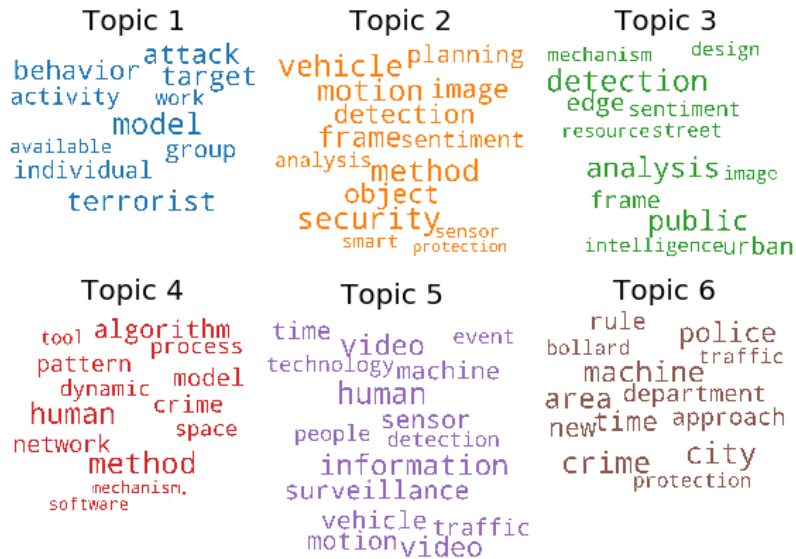 Topic 1
attack
behavior
target
activity work
model
available group
individual
terrorist
Topic 2
planning
vehicle
motion image
detection
frame sentiment
analysis method
object
security
sensor
smart protection
Topic 3
mechanism design
detection
edge sentiment
resource street
analysis image
frame
public
intelligence urban
Topic 4
tool algorithm
process
pattern
dynamic model
human crime
space
network
method
mechanism.
software
Topic 5
time event
video
technology machine
human
sensor
people detection
information
surveillance
vehicle traffic
motion video
Topic 6
rule police
bollard traffic
machine
area department
new time approach
crime city
protection